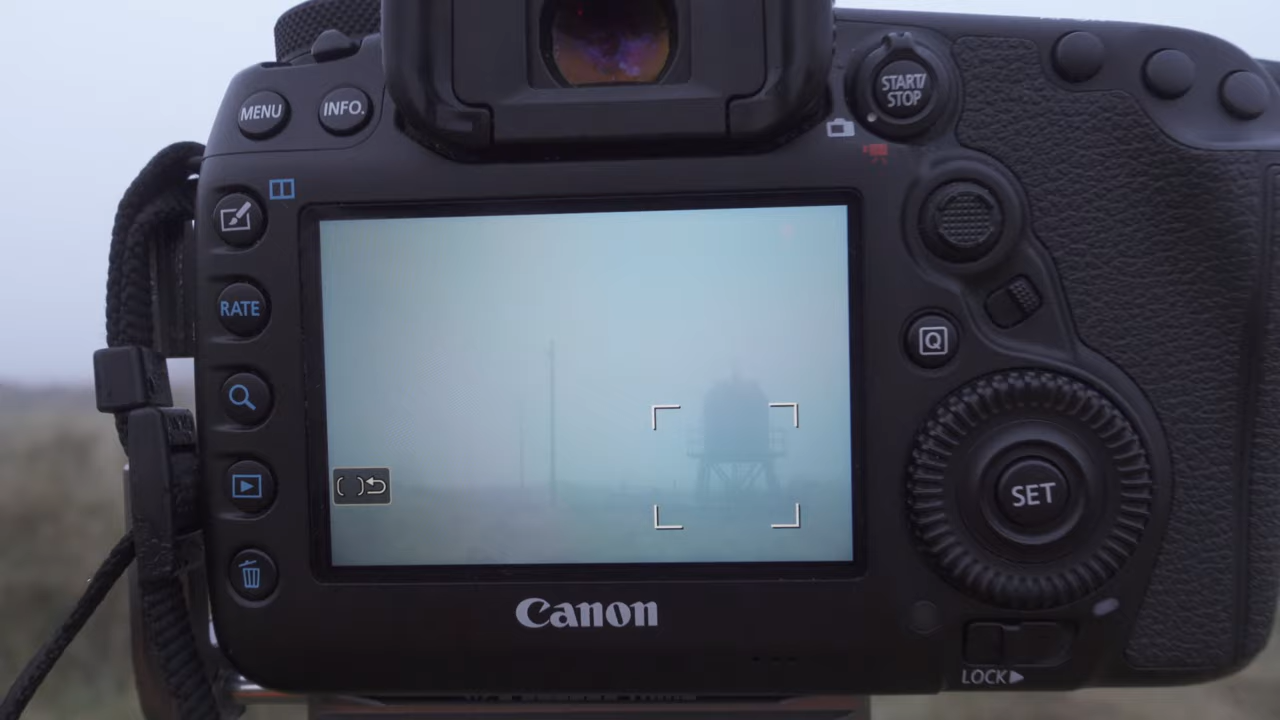 MENU
INFO.
START/
STOP
RATE
Q
SET
Canon
LOCK